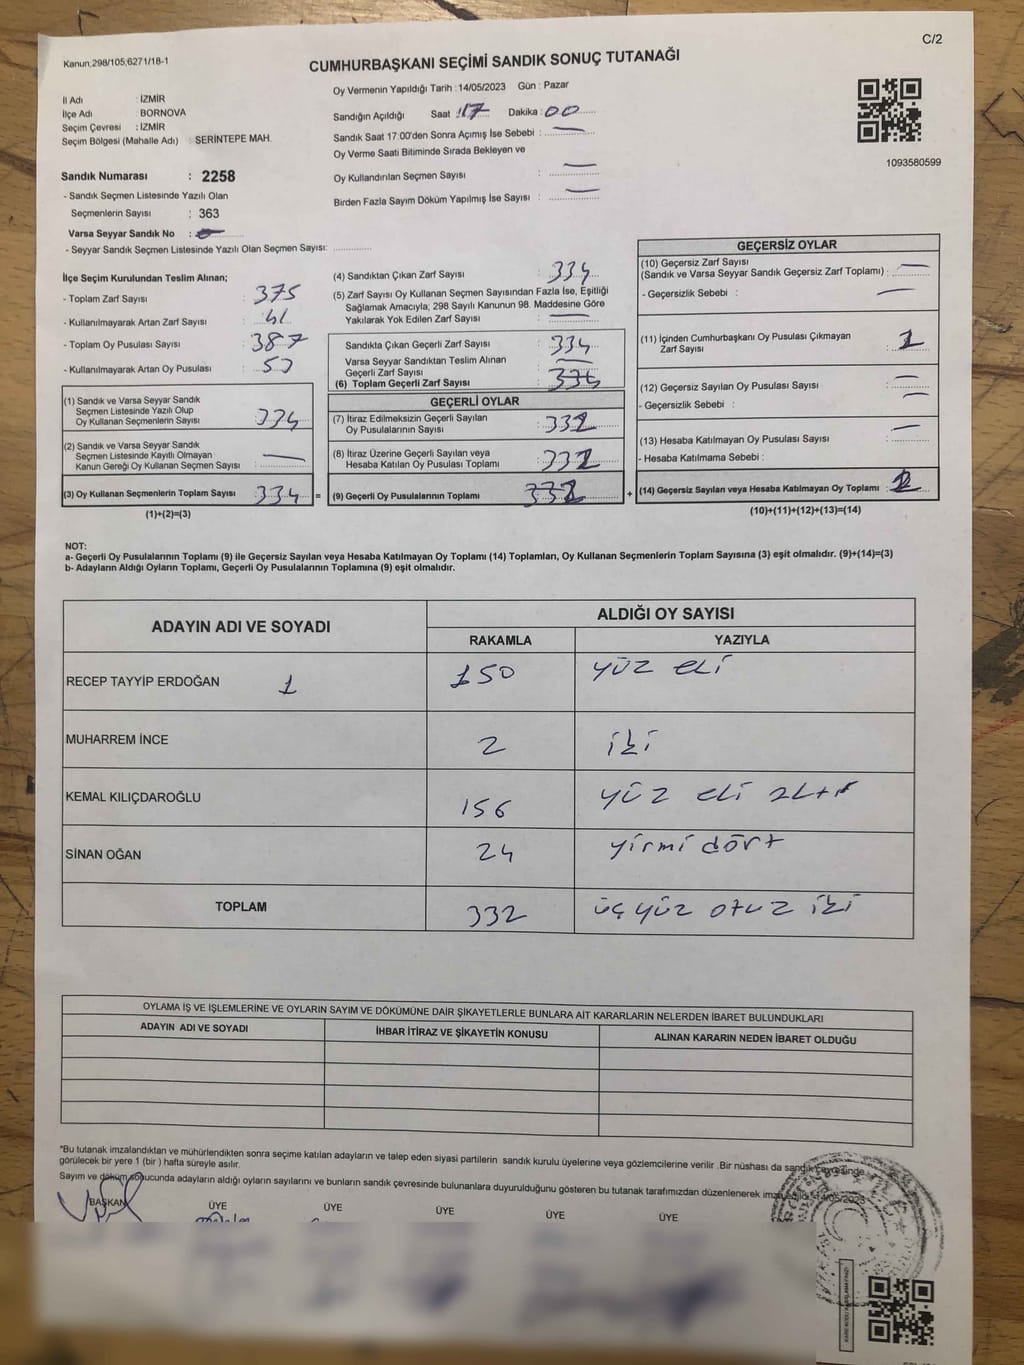 C/2
Kanun,298/105,6271/18-1
CUMHURBAŞKANI SEÇİMİ SANDIK SONUÇ TUTANAĞI
İl Adı : İZMİR
İlçe Adı : BORNOVA
Seçim Çevresi : İZMİR
Seçim Bölgesi (Mahalle Adı) : SERİNTEPE MAH.
Sandık Numarası : 2258
- Sandık Seçmen Listesinde Yazılı Olan
Seçmenlerin Sayısı : 363
Varsa Seyyar Sandık No :
- Seyyar Sandık Seçmen Listesinde Yazılı Olan Seçmen Sayısı:
Oy Vermenin Yapıldığı Tarih : 14/05/2023 Gün : Pazar
Sandığın Açıldığı Saat : 17 Dakika : 00
Sandık Saat 17:00'den Sonra Açımış İse Sebebi : —
Oy Verme Saati Bitiminde Sırada Bekleyen ve
Oy Kullandırılan Seçmen Sayısı : —
Birden Fazla Sayım Döküm Yapılmış İse Sayısı : —
1093580599
İlçe Seçim Kurulundan Teslim Alınan;
- Toplam Zarf Sayısı : 375
- Kullanılmayarak Artan Zarf Sayısı : 41
- Toplam Oy Pusulası Sayısı : 387
- Kullanılmayarak Artan Oy Pusulası : 53
(1) Sandık ve Varsa Seyyar Sandık
Seçmen Listesinde Yazılı Olup
Oy Kullanan Seçmenlerin Sayısı : 334
(2) Sandık ve Varsa Seyyar Sandık
Seçmen Listesinde Kayıtlı Olmayan
Kanun Gereği Oy Kullanan Seçmen Sayısı : —
(3) Oy Kullanan Seçmenlerin Toplam Sayısı : 334 =
(1)+(2)=(3)
(4) Sandıktan Çıkan Zarf Sayısı : 334
(5) Zarf Sayısı Oy Kullanan Seçmen Sayısından Fazla İse, Eşitliği
Sağlamak Amacıyla, 298 Sayılı Kanunun 98. Maddesine Göre
Yakılarak Yok Edilen Zarf Sayısı : —
Sandıkta Çıkan Geçerli Zarf Sayısı : 334
Varsa Seyyar Sandıktan Teslim Alınan
Geçerli Zarf Sayısı : —
(6) Toplam Geçerli Zarf Sayısı : 334
GEÇERLİ OYLAR
(7) İtiraz Edilmeksizin Geçerli Sayılan
Oy Pusulalarının Sayısı : 332
(8) İtiraz Üzerine Geçerli Sayılan veya
Hesaba Katılan Oy Pusulası Toplamı : 332
(9) Geçerli Oy Pusulalarının Toplamı : 332 +
GEÇERSİZ OYLAR
(10) Geçersiz Zarf Sayısı
(Sandık ve Varsa Seyyar Sandık Geçersiz Zarf Toplamı) : —
- Geçersizlik Sebebi : —
(11) İçinden Cumhurbaşkanı Oy Pusulası Çıkmayan
Zarf Sayısı : 2
(12) Geçersiz Sayılan Oy Pusulası Sayısı : —
- Geçersizlik Sebebi : —
(13) Hesaba Katılmayan Oy Pusulası Sayısı : —
- Hesaba Katılmama Sebebi :
(14) Geçersiz Sayılan veya Hesaba Katılmayan Oy Toplamı : 2
(10)+(11)+(12)+(13)=(14)
NOT:
a- Geçerli Oy Pusulalarının Toplamı (9) ile Geçersiz Sayılan veya Hesaba Katılmayan Oy Toplamı (14) Toplamları, Oy Kullanan Seçmenlerin Toplam Sayısına (3) eşit olmalıdır. (9)+(14)=(3)
b- Adayların Aldığı Oyların Toplamı, Geçerli Oy Pusulalarının Toplamına (9) eşit olmalıdır.
ADAYIN ADI VE SOYADI ALDIĞI OY SAYISI
RAKAMLA YAZIYLA
RECEP TAYYİP ERDOĞAN 1 150 yüz eli
MUHARREM İNCE 2 iki
KEMAL KILIÇDAROĞLU 156 yüz eli altı
SİNAN OĞAN 24 yirmi dört
TOPLAM 332 üç yüz otuz iki
OYLAMA İŞ VE İŞLEMLERİNE VE OYLARIN SAYIM VE DÖKÜMÜNE DAİR ŞİKAYETLERLE BUNLARA AİT KARARLARIN NELERDEN İBARET BULUNDUKLARI
ADAYIN ADI VE SOYADI İHBAR İTİRAZ VE ŞİKAYETİN KONUSU ALINAN KARARIN NEDEN İBARET OLDUĞU
*Bu tutanak imzalandıktan ve mühürlendikten sonra seçime katılan adayların ve talep eden siyasi partilerin sandık kurulu üyelerine veya gözlemcilerine verilir .Bir nüshası da sandık çevresinde
görülecek bir yere 1 (bir ) hafta süreyle asılır.
Sayım ve döküm sonucunda adayların aldığı oyların sayılarını ve bunların sandık çevresinde bulunanlara duyurulduğunu gösteren bu tutanak tarafımızdan düzenlenerek imzalandı. 14/05/2023
BAŞKAN ÜYE ÜYE ÜYE ÜYE ÜYE